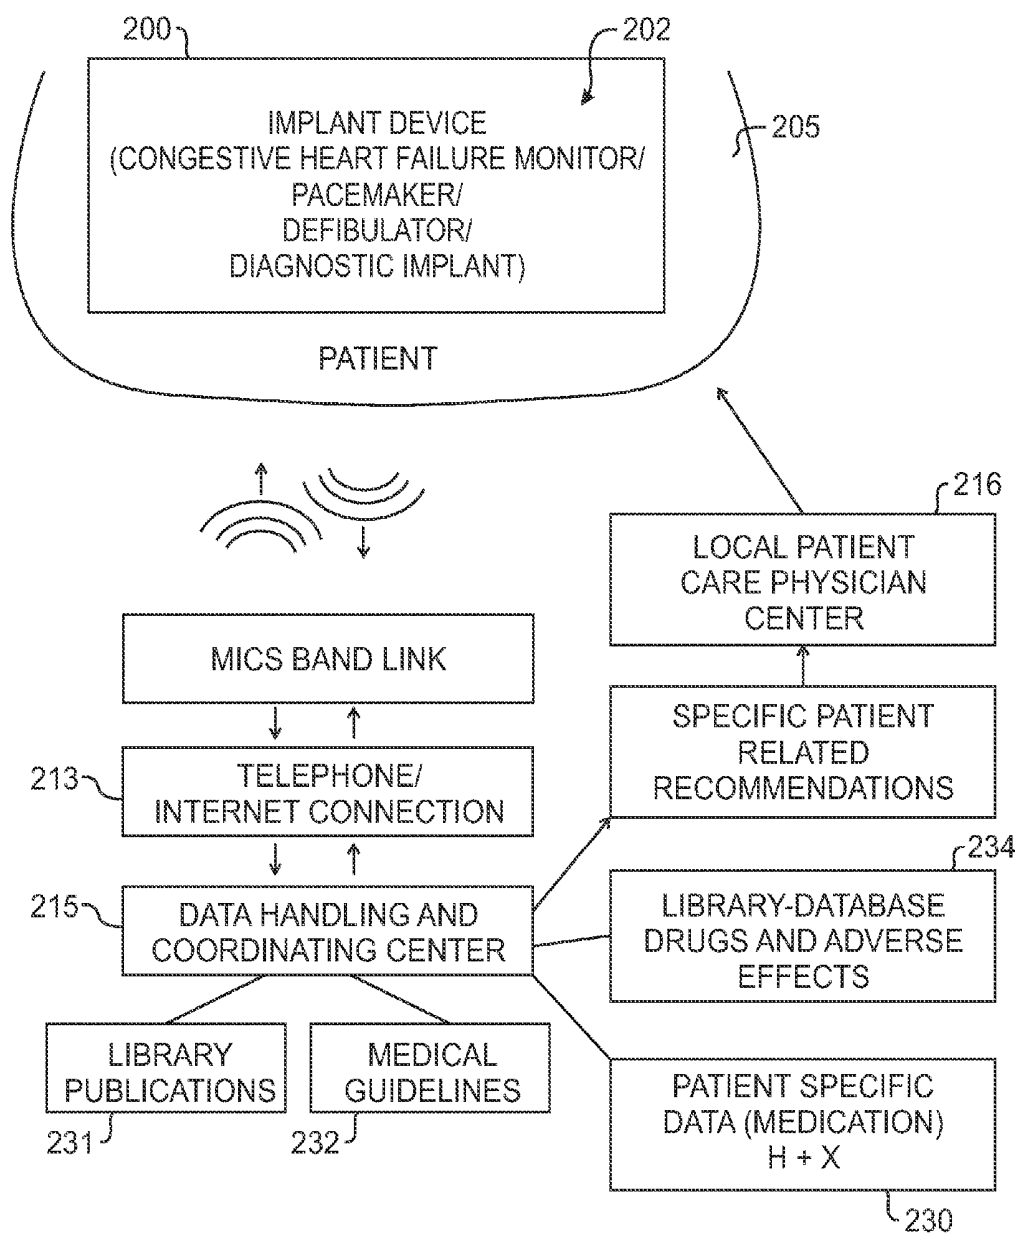 200
202
205
IMPLANT DEVICE
(CONGESTIVE HEART FAILURE MONITOR/
PACEMAKER/
DEFIBULATOR/
DIAGNOSTIC IMPLANT)
PATIENT
216
LOCAL PATIENT
CARE PHYSICIAN
CENTER
MICS BAND LINK
SPECIFIC PATIENT
RELATED
RECOMMENDATIONS
213
TELEPHONE/
INTERNET CONNECTION
234
215
DATA HANDLING AND
COORDINATING CENTER
LIBRARY-DATABASE
DRUGS AND ADVERSE
EFFECTS
LIBRARY
PUBLICATIONS
231
MEDICAL
GUIDELINES
232
PATIENT SPECIFIC
DATA (MEDICATION)
H + X
230